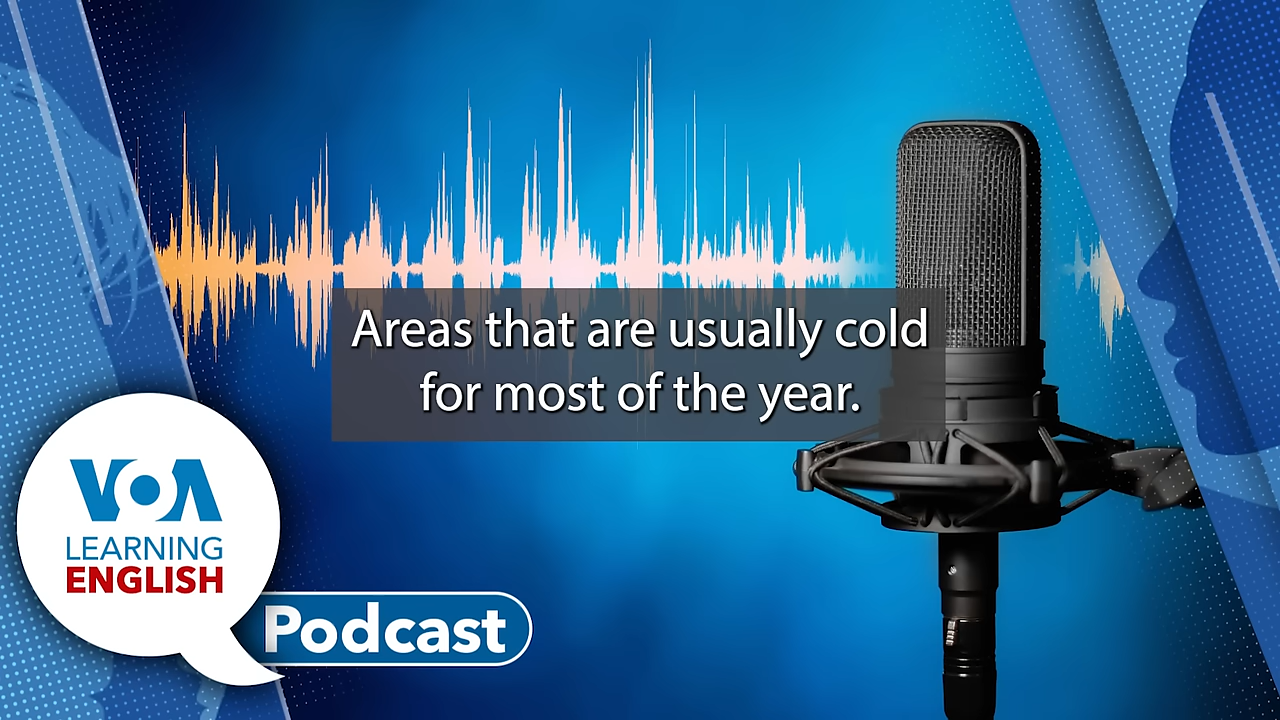 Areas that are usually cold
for most of the year.
VOA
LEARNING
ENGLISH
Podcast